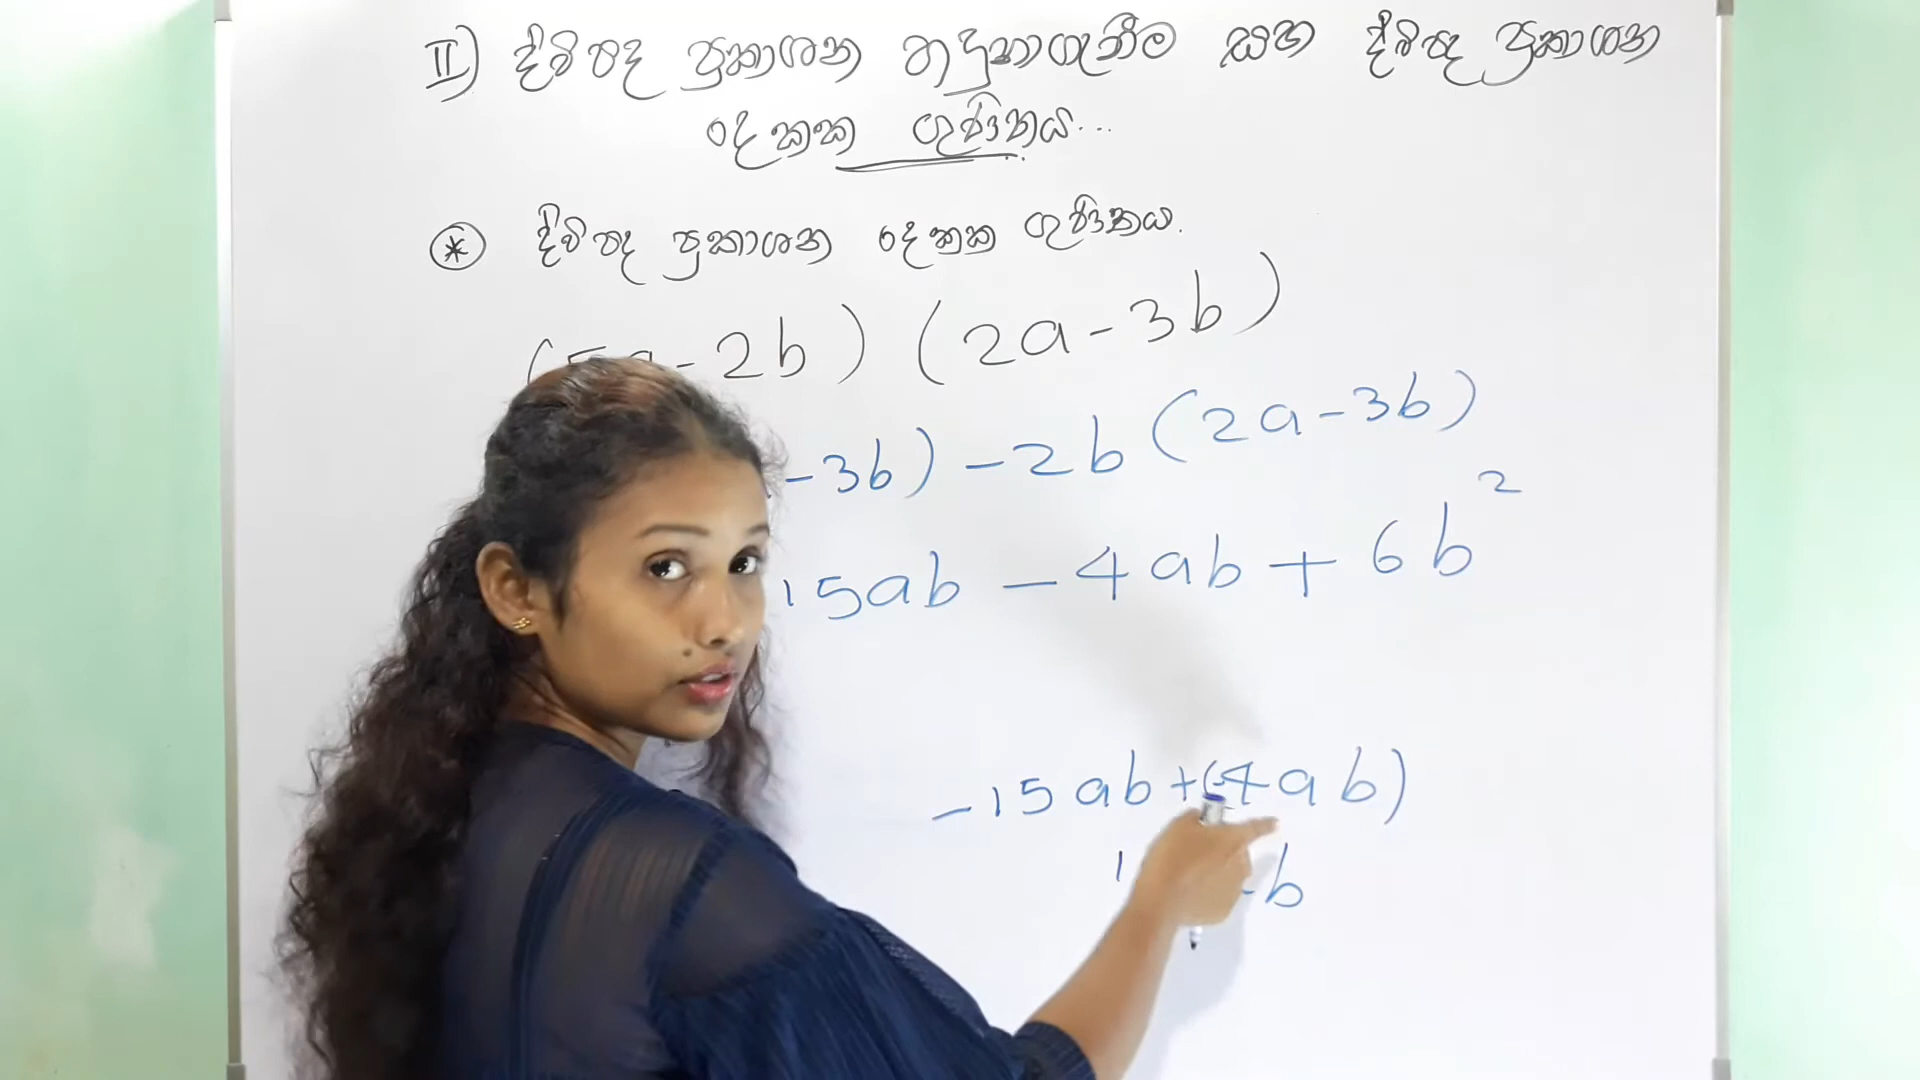 II) ද්විපද ප්‍රකාශන හඳුනාගැනීම සහ ද්විපද ප්‍රකාශන
දෙකක ගුණිතය...
* ද්විපද ප්‍රකාශන දෙකක ගුණිතය.
(5a-2b) (2a-3b)
-3b) -2b (2a-3b)
15ab - 4ab + 6b²
-15ab+(-4ab)
b